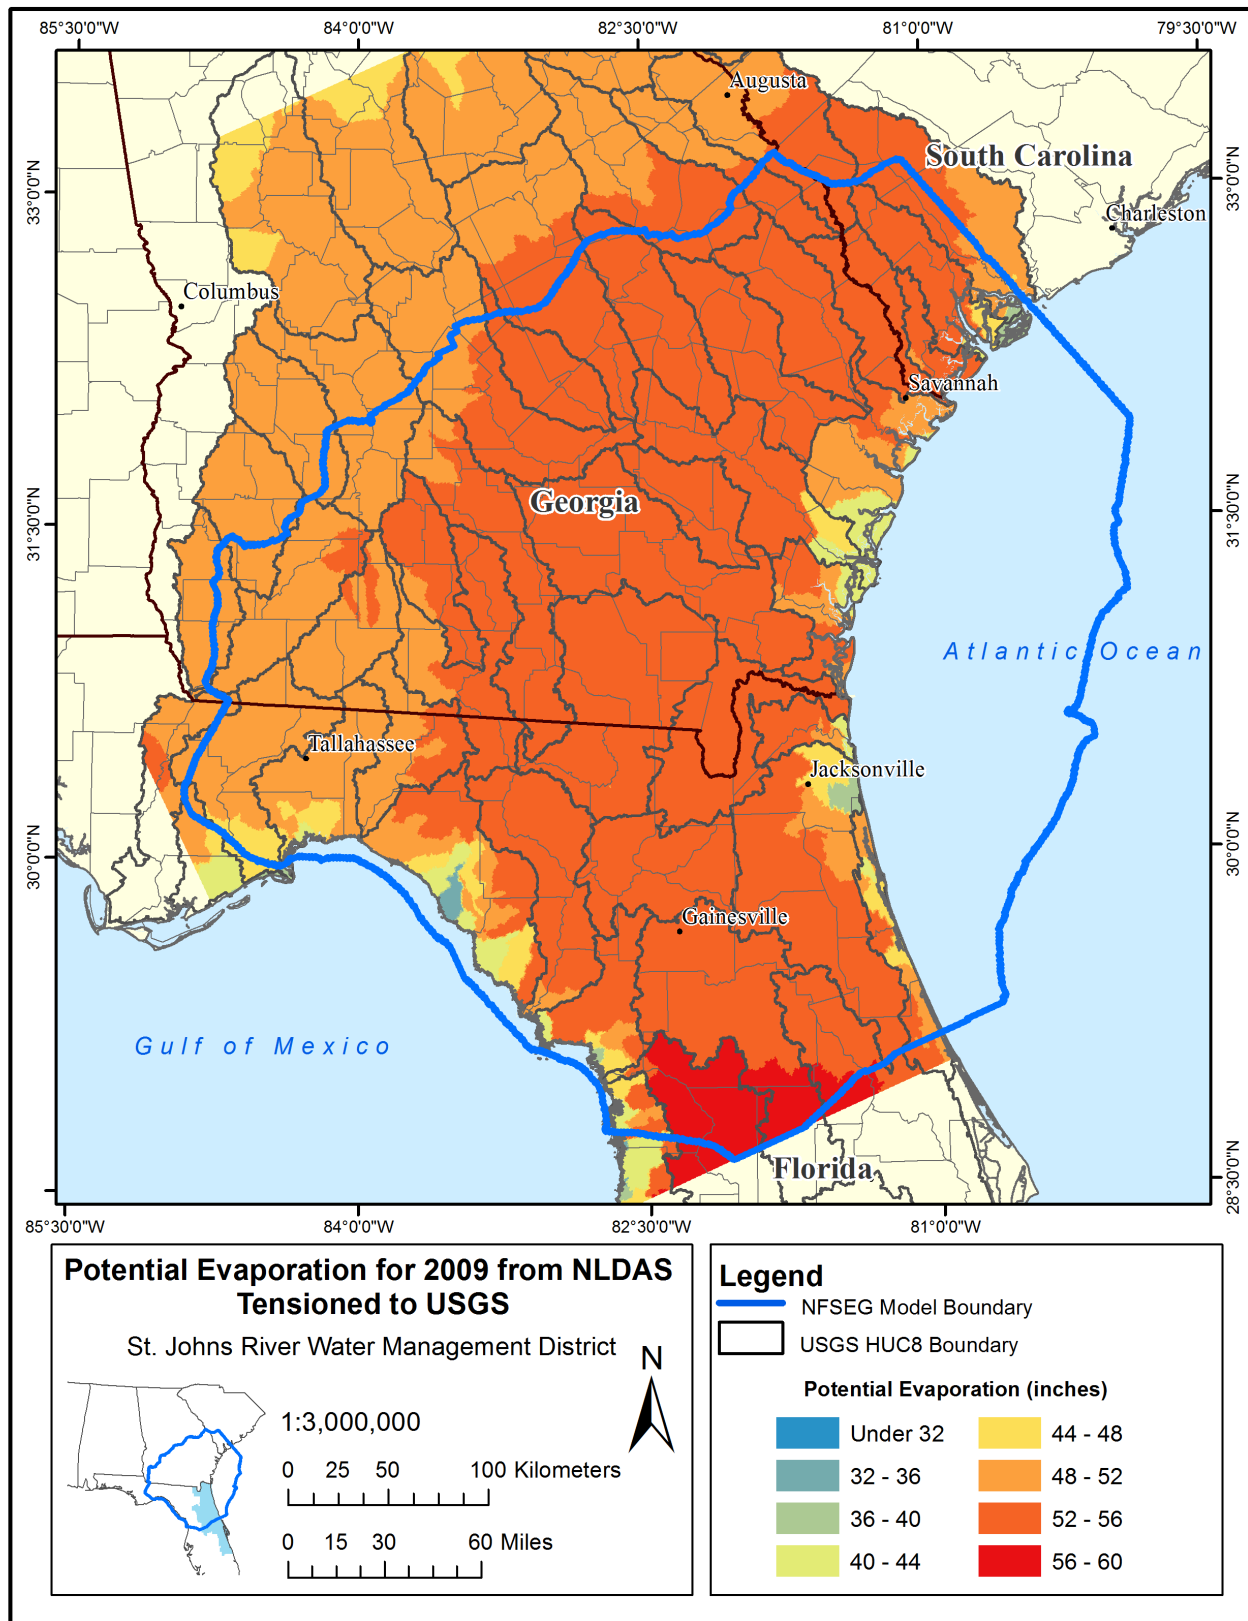 85°30'0"W
84°0'0"W
82°30'0"W
81°0'0"W
79°30'0"W
33°0'0"N
33°0'0"N
31°30'0"N
31°30'0"N
30°0'0"N
30°0'0"N
28°30'0"N
Augusta
South Carolina
Charleston
Columbus
Savannah
Georgia
Atlantic Ocean
Tallahassee
Jacksonville
Gainesville
Gulf of Mexico
Florida
85°30'0"W
84°0'0"W
82°30'0"W
81°0'0"W
Potential Evaporation for 2009 from NLDAS
Tensioned to USGS
St. Johns River Water Management District
N
1:3,000,000
0 25 50 100 Kilometers
0 15 30 60 Miles
Legend
NFSEG Model Boundary
USGS HUC8 Boundary
Potential Evaporation (inches)
Under 32
32 - 36
36 - 40
40 - 44
44 - 48
48 - 52
52 - 56
56 - 60